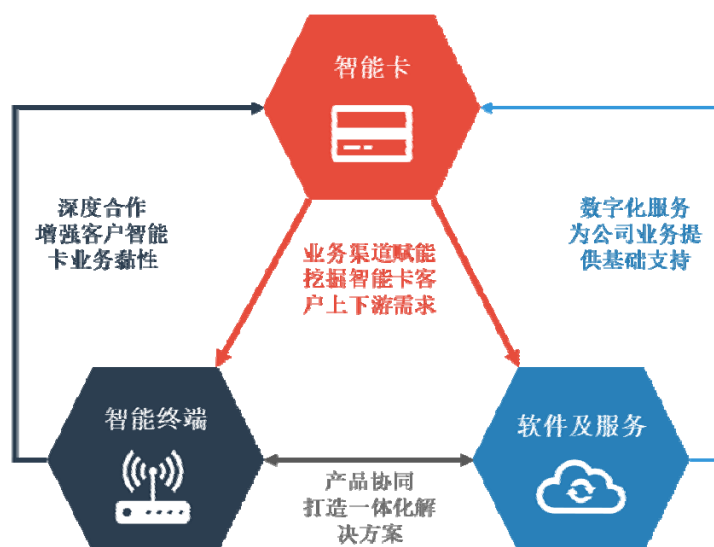 智能卡
深度合作
增强客户智能
卡业务黏性
业务渠道赋能
挖掘智能卡客
户上下游需求
数字化服务
为公司业务提
供基础支持
智能终端
软件及服务
产品协同
打造一体化解
决方案